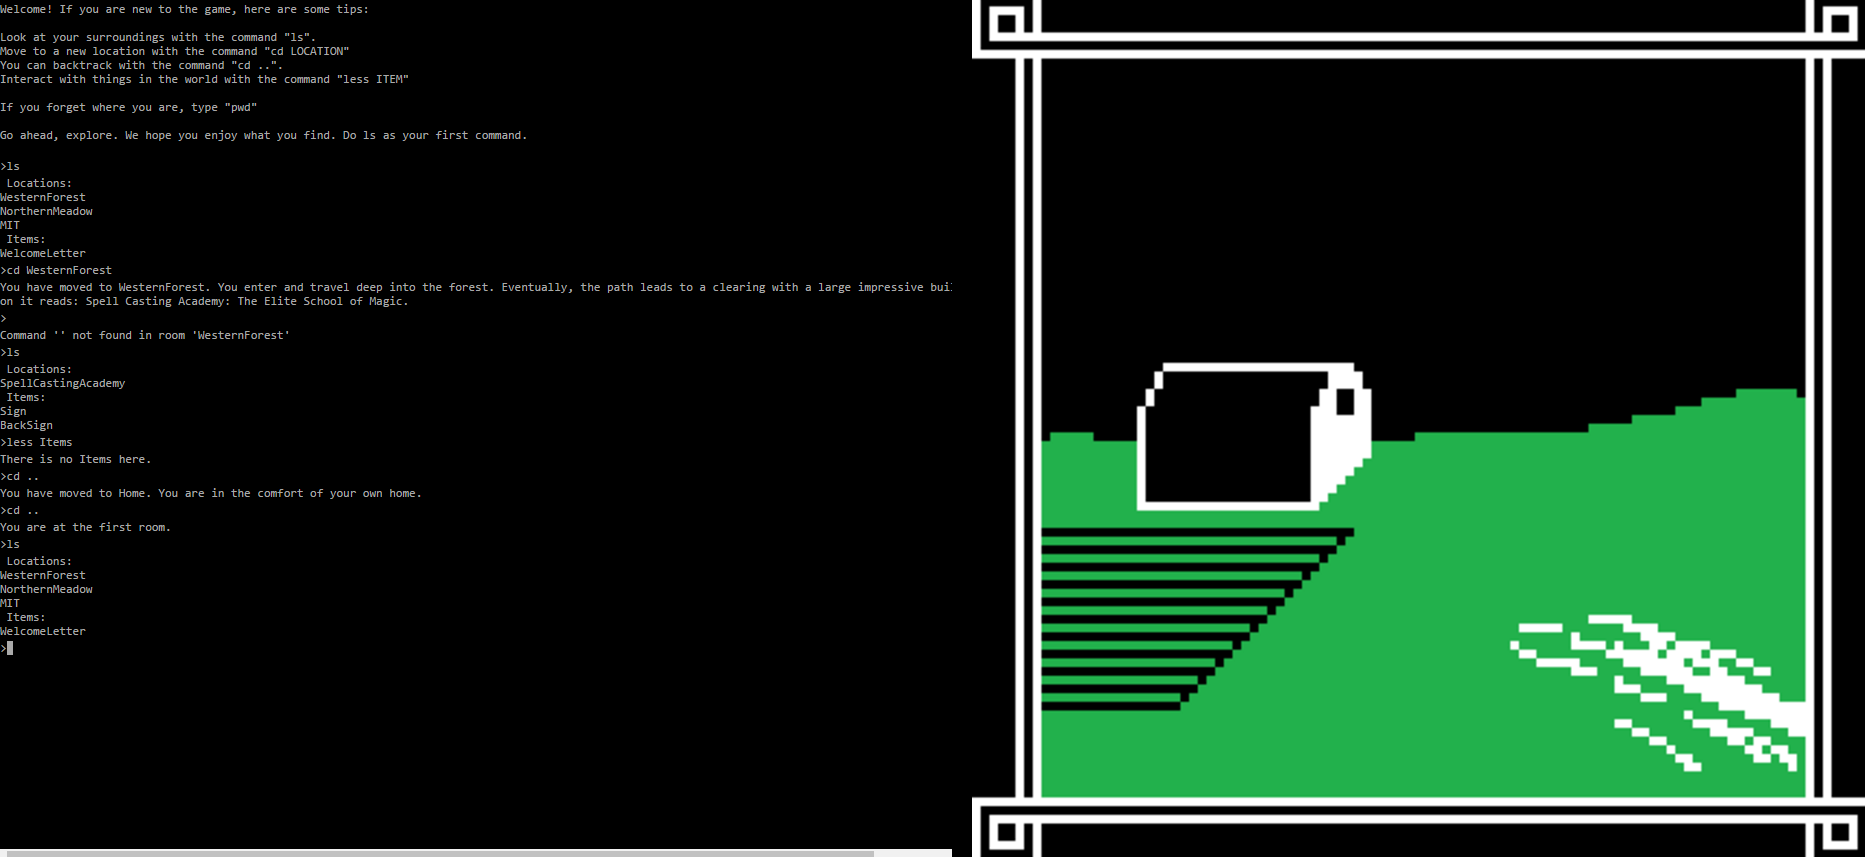 Welcome! If you are new to the game, here are some tips:
Look at your surroundings with the command "ls".
Move to a new location with the command "cd LOCATION"
You can backtrack with the command "cd ..".
Interact with things in the world with the command "less ITEM"
If you forget where you are, type "pwd"
Go ahead, explore. We hope you enjoy what you find. Do ls as your first command.
>ls
Locations:
WesternForest
NorthernMeadow
MIT
Items:
WelcomeLetter
>cd WesternForest
You have moved to WesternForest. You enter and travel deep into the forest. Eventually, the path leads to a clearing with a large impressive
on it reads: Spell Casting Academy: The Elite School of Magic.
>
Command '' not found in room 'WesternForest'
>ls
Locations:
SpellCastingAcademy
Items:
Sign
BackSign
>less Items
There is no Items here.
>cd ..
You have moved to Home. You are in the comfort of your own home.
>cd ..
You are at the first room.
>ls
Locations:
WesternForest
NorthernMeadow
MIT
Items:
WelcomeLetter
>